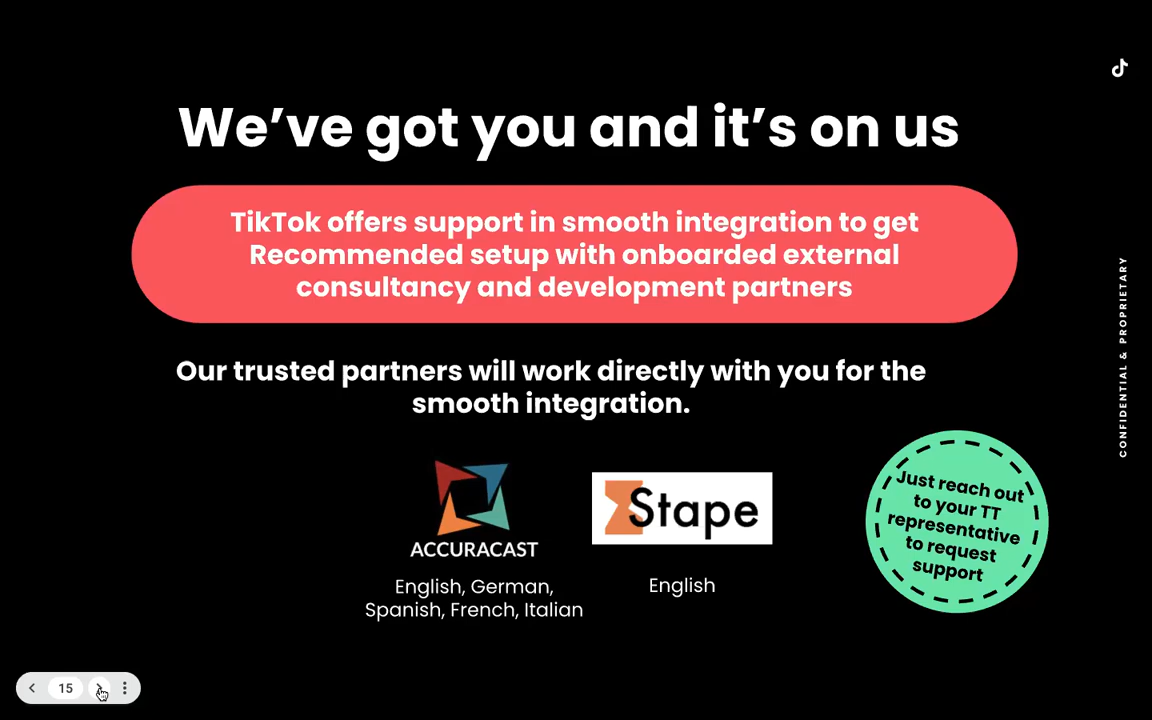 We’ve got you and it’s on us
TikTok offers support in smooth integration to get
Recommended setup with onboarded external
consultancy and development partners
Our trusted partners will work directly with you for the
smooth integration.
ACCURACAST
English, German,
Spanish, French, Italian
Stape
English
Just reach out
to your TT
representative
to request
support
CONFIDENTIAL & PROPRIETARY
15